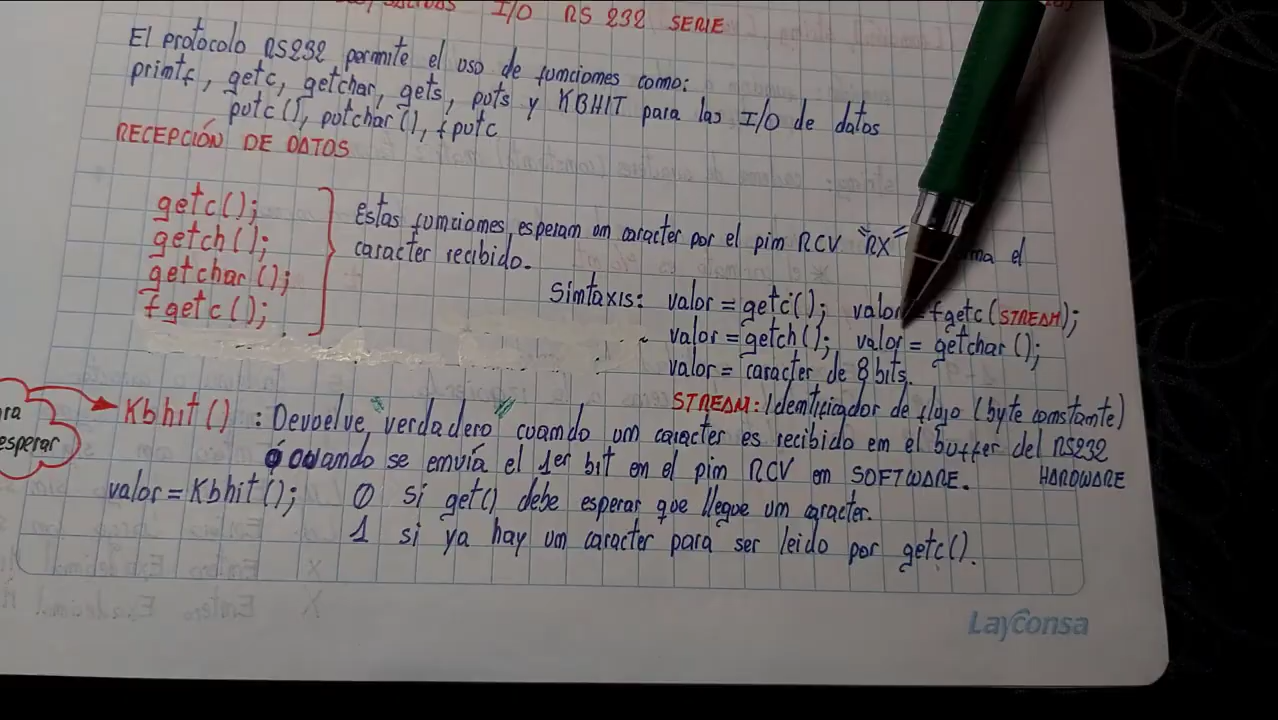 I/O RS 232 SERIE
El protocolo RS232 permite el uso de funciones como:
printf, getc, getchar, gets, puts y KBHIT para las I/O de datos
putc(), putchar(), fputc
RECEPCIÓN DE DATOS
getc();
getch();
getchar();
fgetc();
Estas funciones esperan un caracter por el pin RCV "RX" el
caracter recibido.
Sintaxis: valor = getc(); valor = fgetc(STREAM);
valor = getch(); valor = getchar();
valor = caracter de 8 bits.
STREAM: Identificiador de flujo (byte constante)
esperar
Kbhit() : Devuelve "verdadero" cuando un caracter es recibido en el buffer del RS232
HARDWARE
ó cuando se envía el 1er bit en el pin RCV en SOFTWARE.
valor = Kbhit(); 0 si get() debe esperar que llegue un caracter.
1 si ya hay un caracter para ser leido por getc().
Layconsa